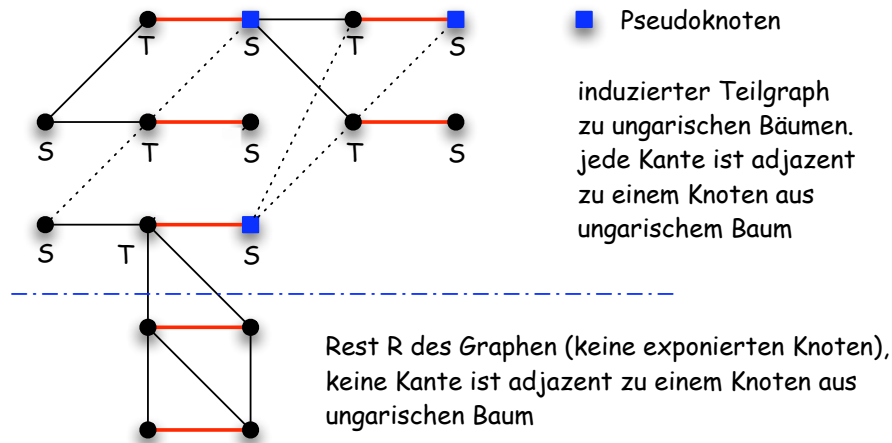 Pseudoknoten
T S T S
induzierter Teilgraph
zu ungarischen Bäumen.
jede Kante ist adjazent
zu einem Knoten aus
ungarischem Baum
S T S T S
S T S
Rest R des Graphen (keine exponierten Knoten),
keine Kante ist adjazent zu einem Knoten aus
ungarischen Baum